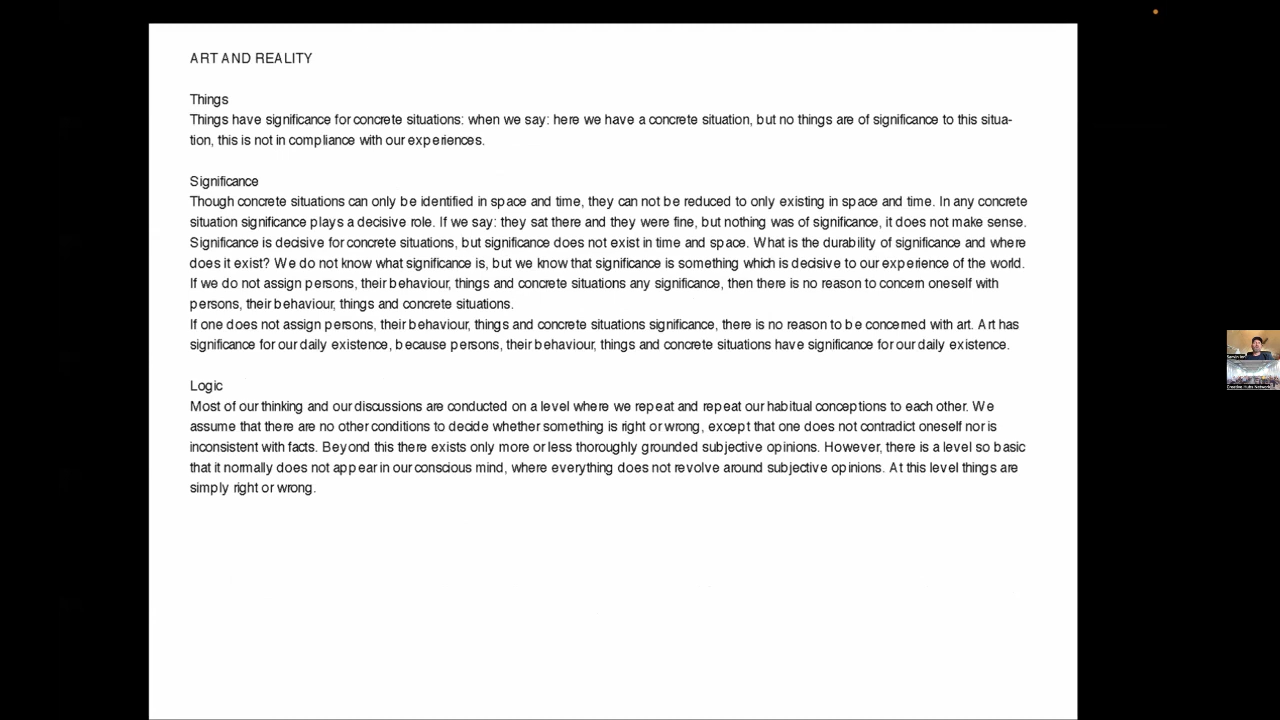 ART AND REALITY
Things
Things have significance for concrete situations: when we say: here we have a concrete situation, but no things are of significance to this situa-
tion, this is not in compliance with our experiences.
Significance
Though concrete situations can only be identified in space and time, they can not be reduced to only existing in space and time. In any concrete
situation significance plays a decisive role. If we say: they sat there and they were fine, but nothing was of significance, it does not make sense.
Significance is decisive for concrete situations, but significance does not exist in time and space. What is the durability of significance and where
does it exist? We do not know what significance is, but we know that significance is something which is decisive to our experience of the world.
If we do not assign persons, their behaviour, things and concrete situations any significance, then there is no reason to concern oneself with
persons, their behaviour, things and concrete situations.
If one does not assign persons, their behaviour, things and concrete situations significance, there is no reason to be concerned with art. Art has
significance for our daily existence, because persons, their behaviour, things and concrete situations have significance for our daily existence.
Logic
Most of our thinking and our discussions are conducted on a level where we repeat and repeat our habitual conceptions to each other. We
assume that there are no other conditions to decide whether something is right or wrong, except that one does not contradict oneself nor is
inconsistent with facts. Beyond this there exists only more or less thoroughly grounded subjective opinions. However, there is a level so basic
that it normally does not appear in our conscious mind, where everything does not revolve around subjective opinions. At this level things are
simply right or wrong.
Creative Hubs Network